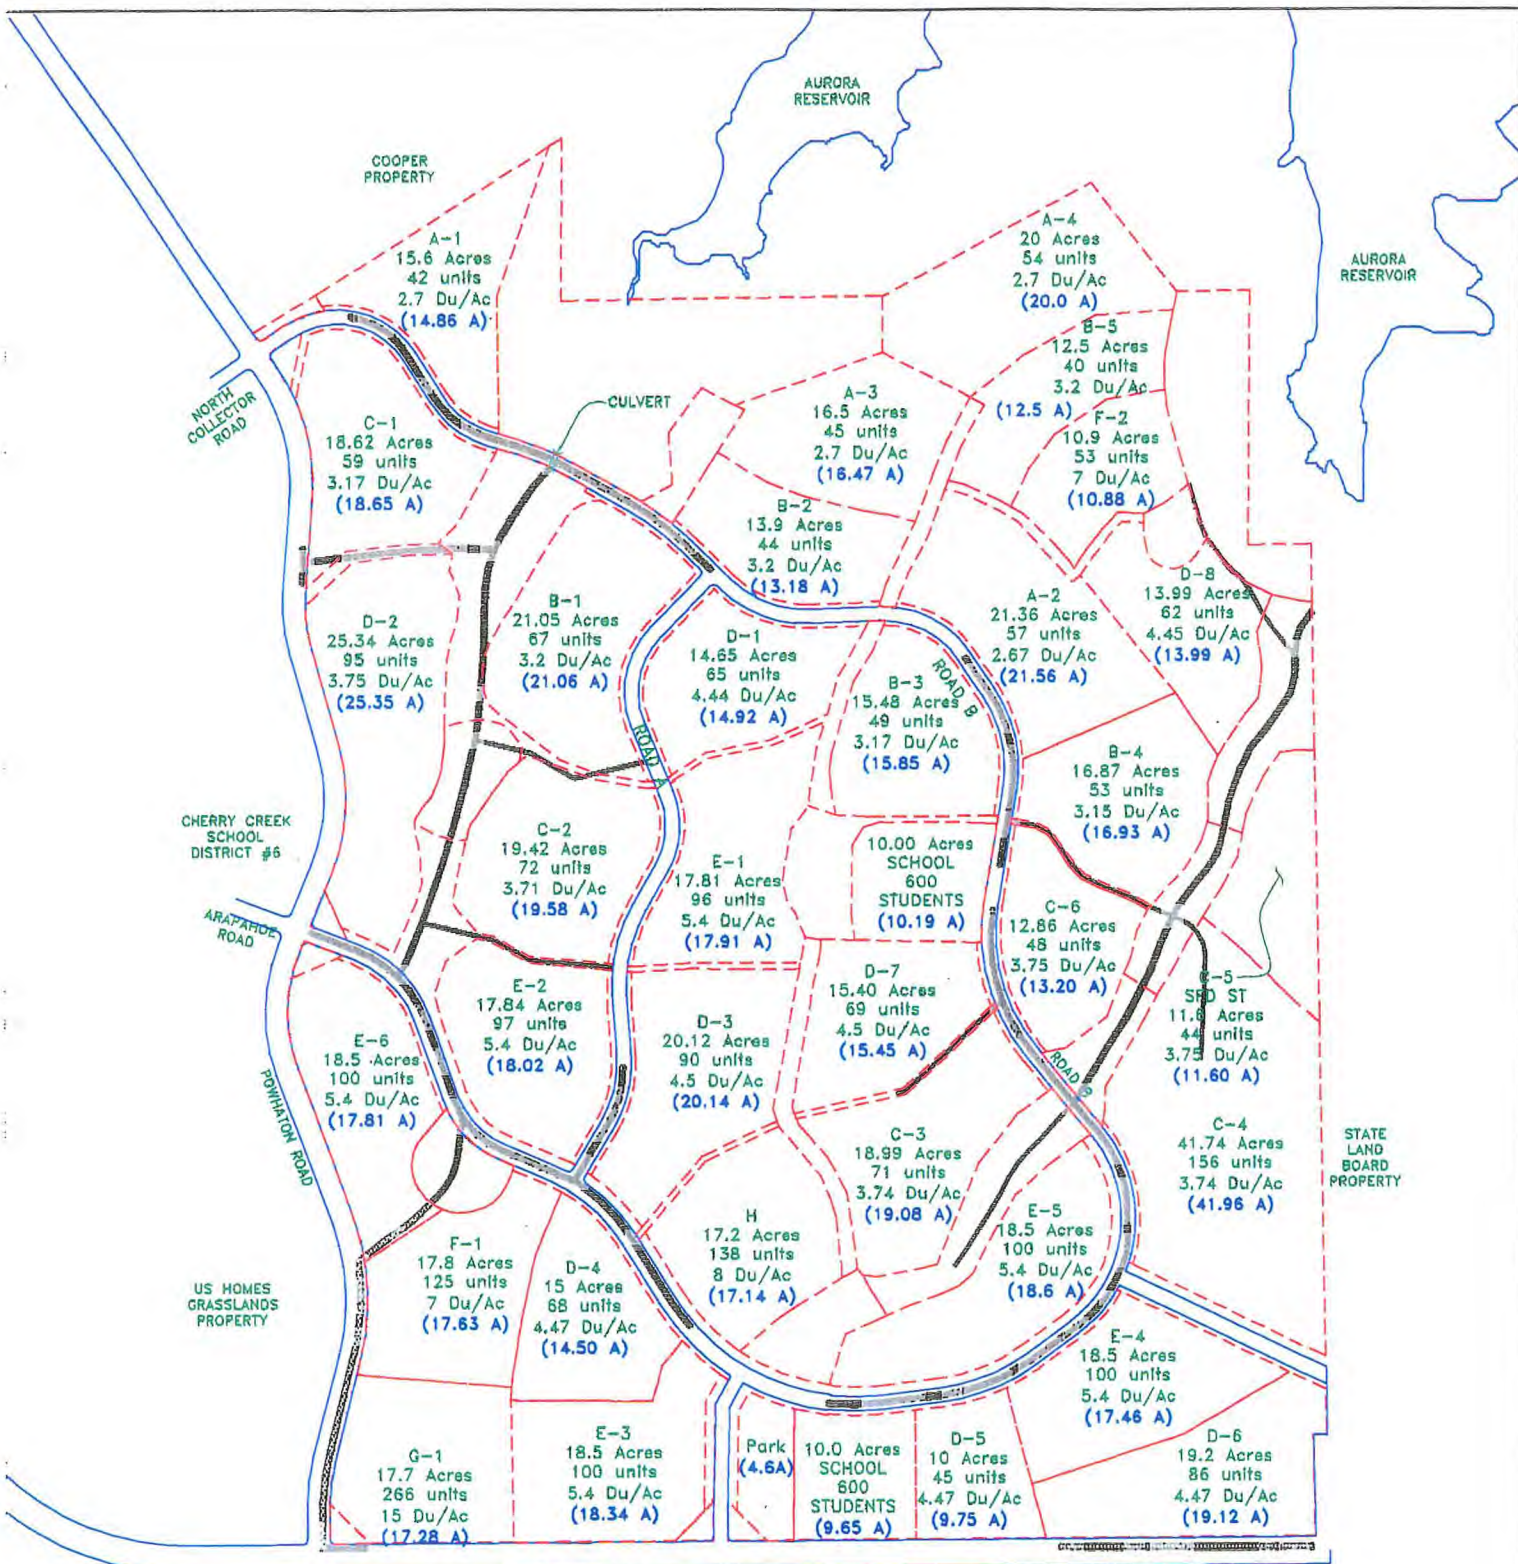 AURORA
RESERVOIR
COOPER
PROPERTY
A-4
20 Acres
54 units
2.7 Du/Ac
(20.0 A)
A-1
15.6 Acres
42 units
2.7 Du/Ac
(14.86 A)
AURORA
RESERVOIR
B-5
12.5 Acres
40 units
3.2 Du/Ac
(12.5 A)
NORTH
COLLECTOR
ROAD
CULVERT
A-3
16.5 Acres
45 units
2.7 Du/Ac
(16.47 A)
F-2
10.9 Acres
53 units
7 Du/Ac
(10.88 A)
C-1
18.62 Acres
59 units
3.17 Du/Ac
(18.65 A)
B-2
13.9 Acres
44 units
3.2 Du/Ac
(13.18 A)
D-2
25.34 Acres
95 units
3.75 Du/Ac
(25.35 A)
B-1
21.05 Acres
67 units
3.2 Du/Ac
(21.06 A)
D-1
14.65 Acres
65 units
4.44 Du/Ac
(14.92 A)
A-2
21.36 Acres
57 units
2.67 Du/Ac
(21.56 A)
D-8
13.99 Acres
62 units
4.45 Du/Ac
(13.99 A)
ROAD B
B-3
15.48 Acres
49 units
3.17 Du/Ac
(15.85 A)
ROAD A
B-4
16.87 Acres
53 units
3.15 Du/Ac
(16.93 A)
CHERRY CREEK
SCHOOL
DISTRICT #6
C-2
19.42 Acres
72 units
3.71 Du/Ac
(19.58 A)
E-1
17.81 Acres
96 units
5.4 Du/Ac
(17.91 A)
10.00 Acres
SCHOOL
600
STUDENTS
(10.19 A)
ARAPAHOE
ROAD
C-6
12.86 Acres
48 units
3.75 Du/Ac
(13.20 A)
E-2
17.84 Acres
97 units
5.4 Du/Ac
(18.02 A)
D-7
15.40 Acres
69 units
4.5 Du/Ac
(15.45 A)
C-5
SFD ST
11.6 Acres
44 units
3.75 Du/Ac
(11.60 A)
E-6
18.5 Acres
100 units
5.4 Du/Ac
(17.81 A)
D-3
20.12 Acres
90 units
4.5 Du/Ac
(20.14 A)
POWHATON ROAD
C-3
18.99 Acres
71 units
3.74 Du/Ac
(19.08 A)
C-4
41.74 Acres
156 units
3.74 Du/Ac
(41.96 A)
STATE
LAND
BOARD
PROPERTY
H
17.2 Acres
138 units
8 Du/Ac
(17.14 A)
E-5
18.5 Acres
100 units
5.4 Du/Ac
(18.6 A)
US HOMES
GRASSLANDS
PROPERTY
F-1
17.8 Acres
125 units
7 Du/Ac
(17.63 A)
D-4
15 Acres
68 units
4.47 Du/Ac
(14.50 A)
E-4
18.5 Acres
100 units
5.4 Du/Ac
(17.46 A)
G-1
17.7 Acres
266 units
15 Du/Ac
(17.28 A)
E-3
18.5 Acres
100 units
5.4 Du/Ac
(18.34 A)
Park
(4.6A)
10.0 Acres
SCHOOL
600
STUDENTS
(9.65 A)
D-5
10 Acres
45 units
4.47 Du/Ac
(9.75 A)
D-6
19.2 Acres
86 units
4.47 Du/Ac
(19.12 A)